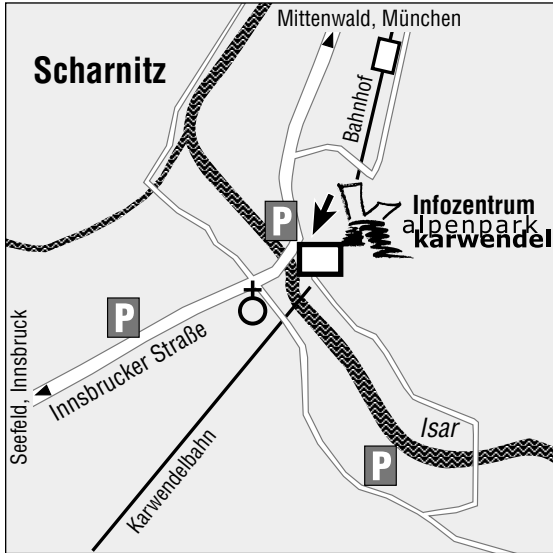 Mittenwald, München
Scharnitz
Bahnhof
P
Infozentrum
alpenpark
karwendel
P
Innsbrucker Straße
Seefeld, Innsbruck
Karwendelbahn
Isar
P